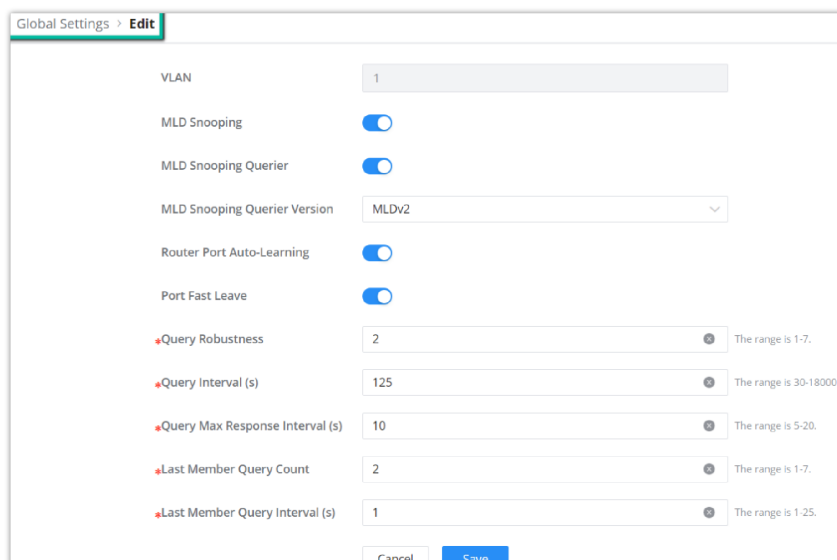 Global Settings > Edit
VLAN 1
MLD Snooping
MLD Snooping Querier
MLD Snooping Querier Version MLDv2
Router Port Auto-Learning
Port Fast Leave
*Query Robustness 2 The range is 1-7.
*Query Interval (s) 125 The range is 30-18000
*Query Max Response Interval (s) 10 The range is 5-20.
*Last Member Query Count 2 The range is 1-7.
*Last Member Query Interval (s) 1 The range is 1-25.
Cancel Save